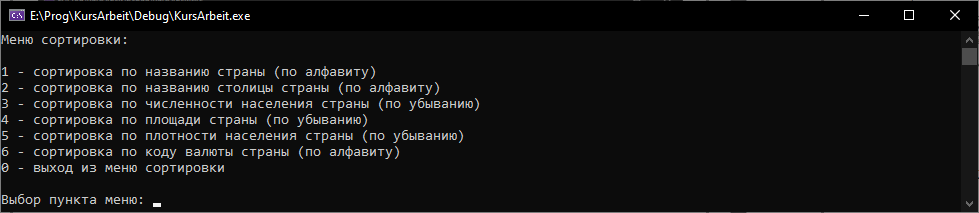 E:\Prog\KursArbeit\Debug\KursArbeit.exe
Меню сортировки:
1 - сортировка по названию страны (по алфавиту)
2 - сортировка по названию столицы страны (по алфавиту)
3 - сортировка по численности населения страны (по убыванию)
4 - сортировка по площади страны (по убыванию)
5 - сортировка по плотности населения страны (по убыванию)
6 - сортировка по коду валюты страны (по алфавиту)
0 - выход из меню сортировки
Выбор пункта меню: